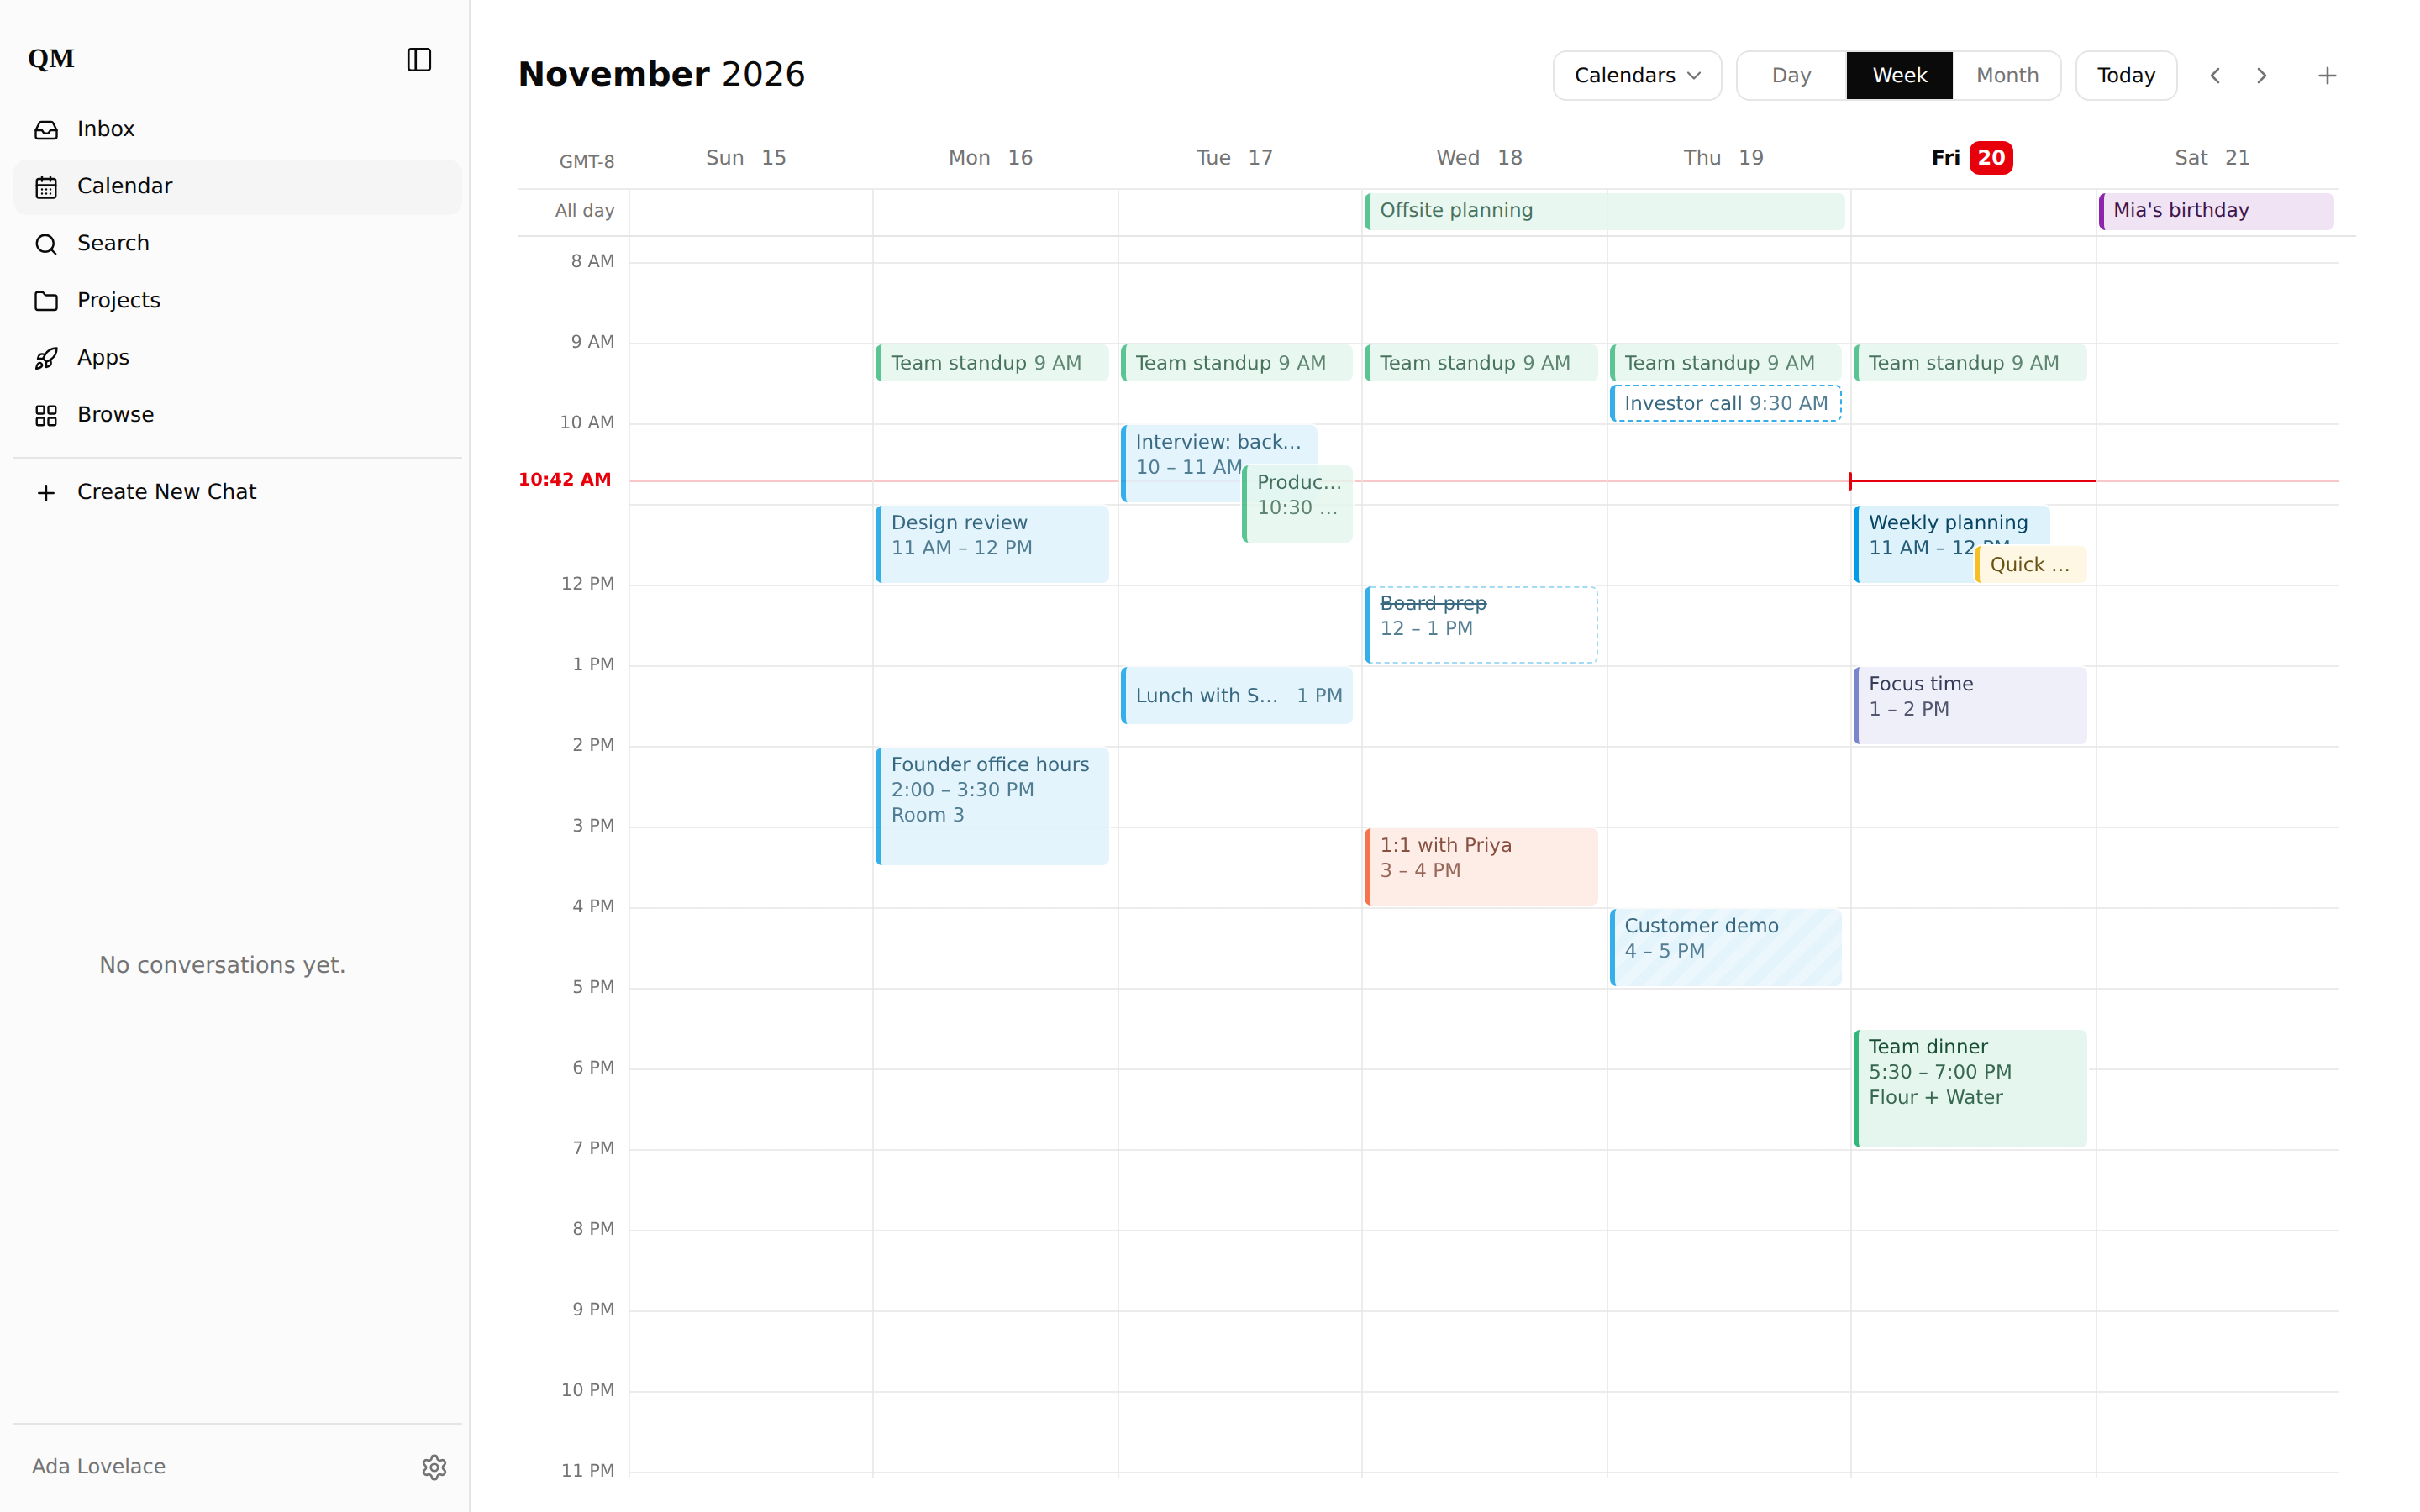 QM
Inbox
Calendar
Search
Projects
Apps
Browse
Create New Chat
No conversations yet.
Ada Lovelace
November 2026
Calendars
Day
Week
Month
Today
GMT-8
Sun 15
Mon 16
Tue 17
Wed 18
Thu 19
Fri 20
Sat 21
All day
Offsite planning
Mia's birthday
8 AM
9 AM
Team standup 9 AM
Team standup 9 AM
Team standup 9 AM
Team standup 9 AM
Team standup 9 AM
Investor call 9:30 AM
10 AM
Interview: back...
10 – 11 AM
10:42 AM
Produc...
10:30 ...
Design review
11 AM – 12 PM
Weekly planning
11 AM – 12 PM
Quick ...
12 PM
Board prep
12 – 1 PM
1 PM
Lunch with S... 1 PM
Focus time
1 – 2 PM
2 PM
Founder office hours
2:00 – 3:30 PM
Room 3
3 PM
1:1 with Priya
3 – 4 PM
4 PM
Customer demo
4 – 5 PM
5 PM
Team dinner
5:30 – 7:00 PM
Flour + Water
6 PM
7 PM
8 PM
9 PM
10 PM
11 PM